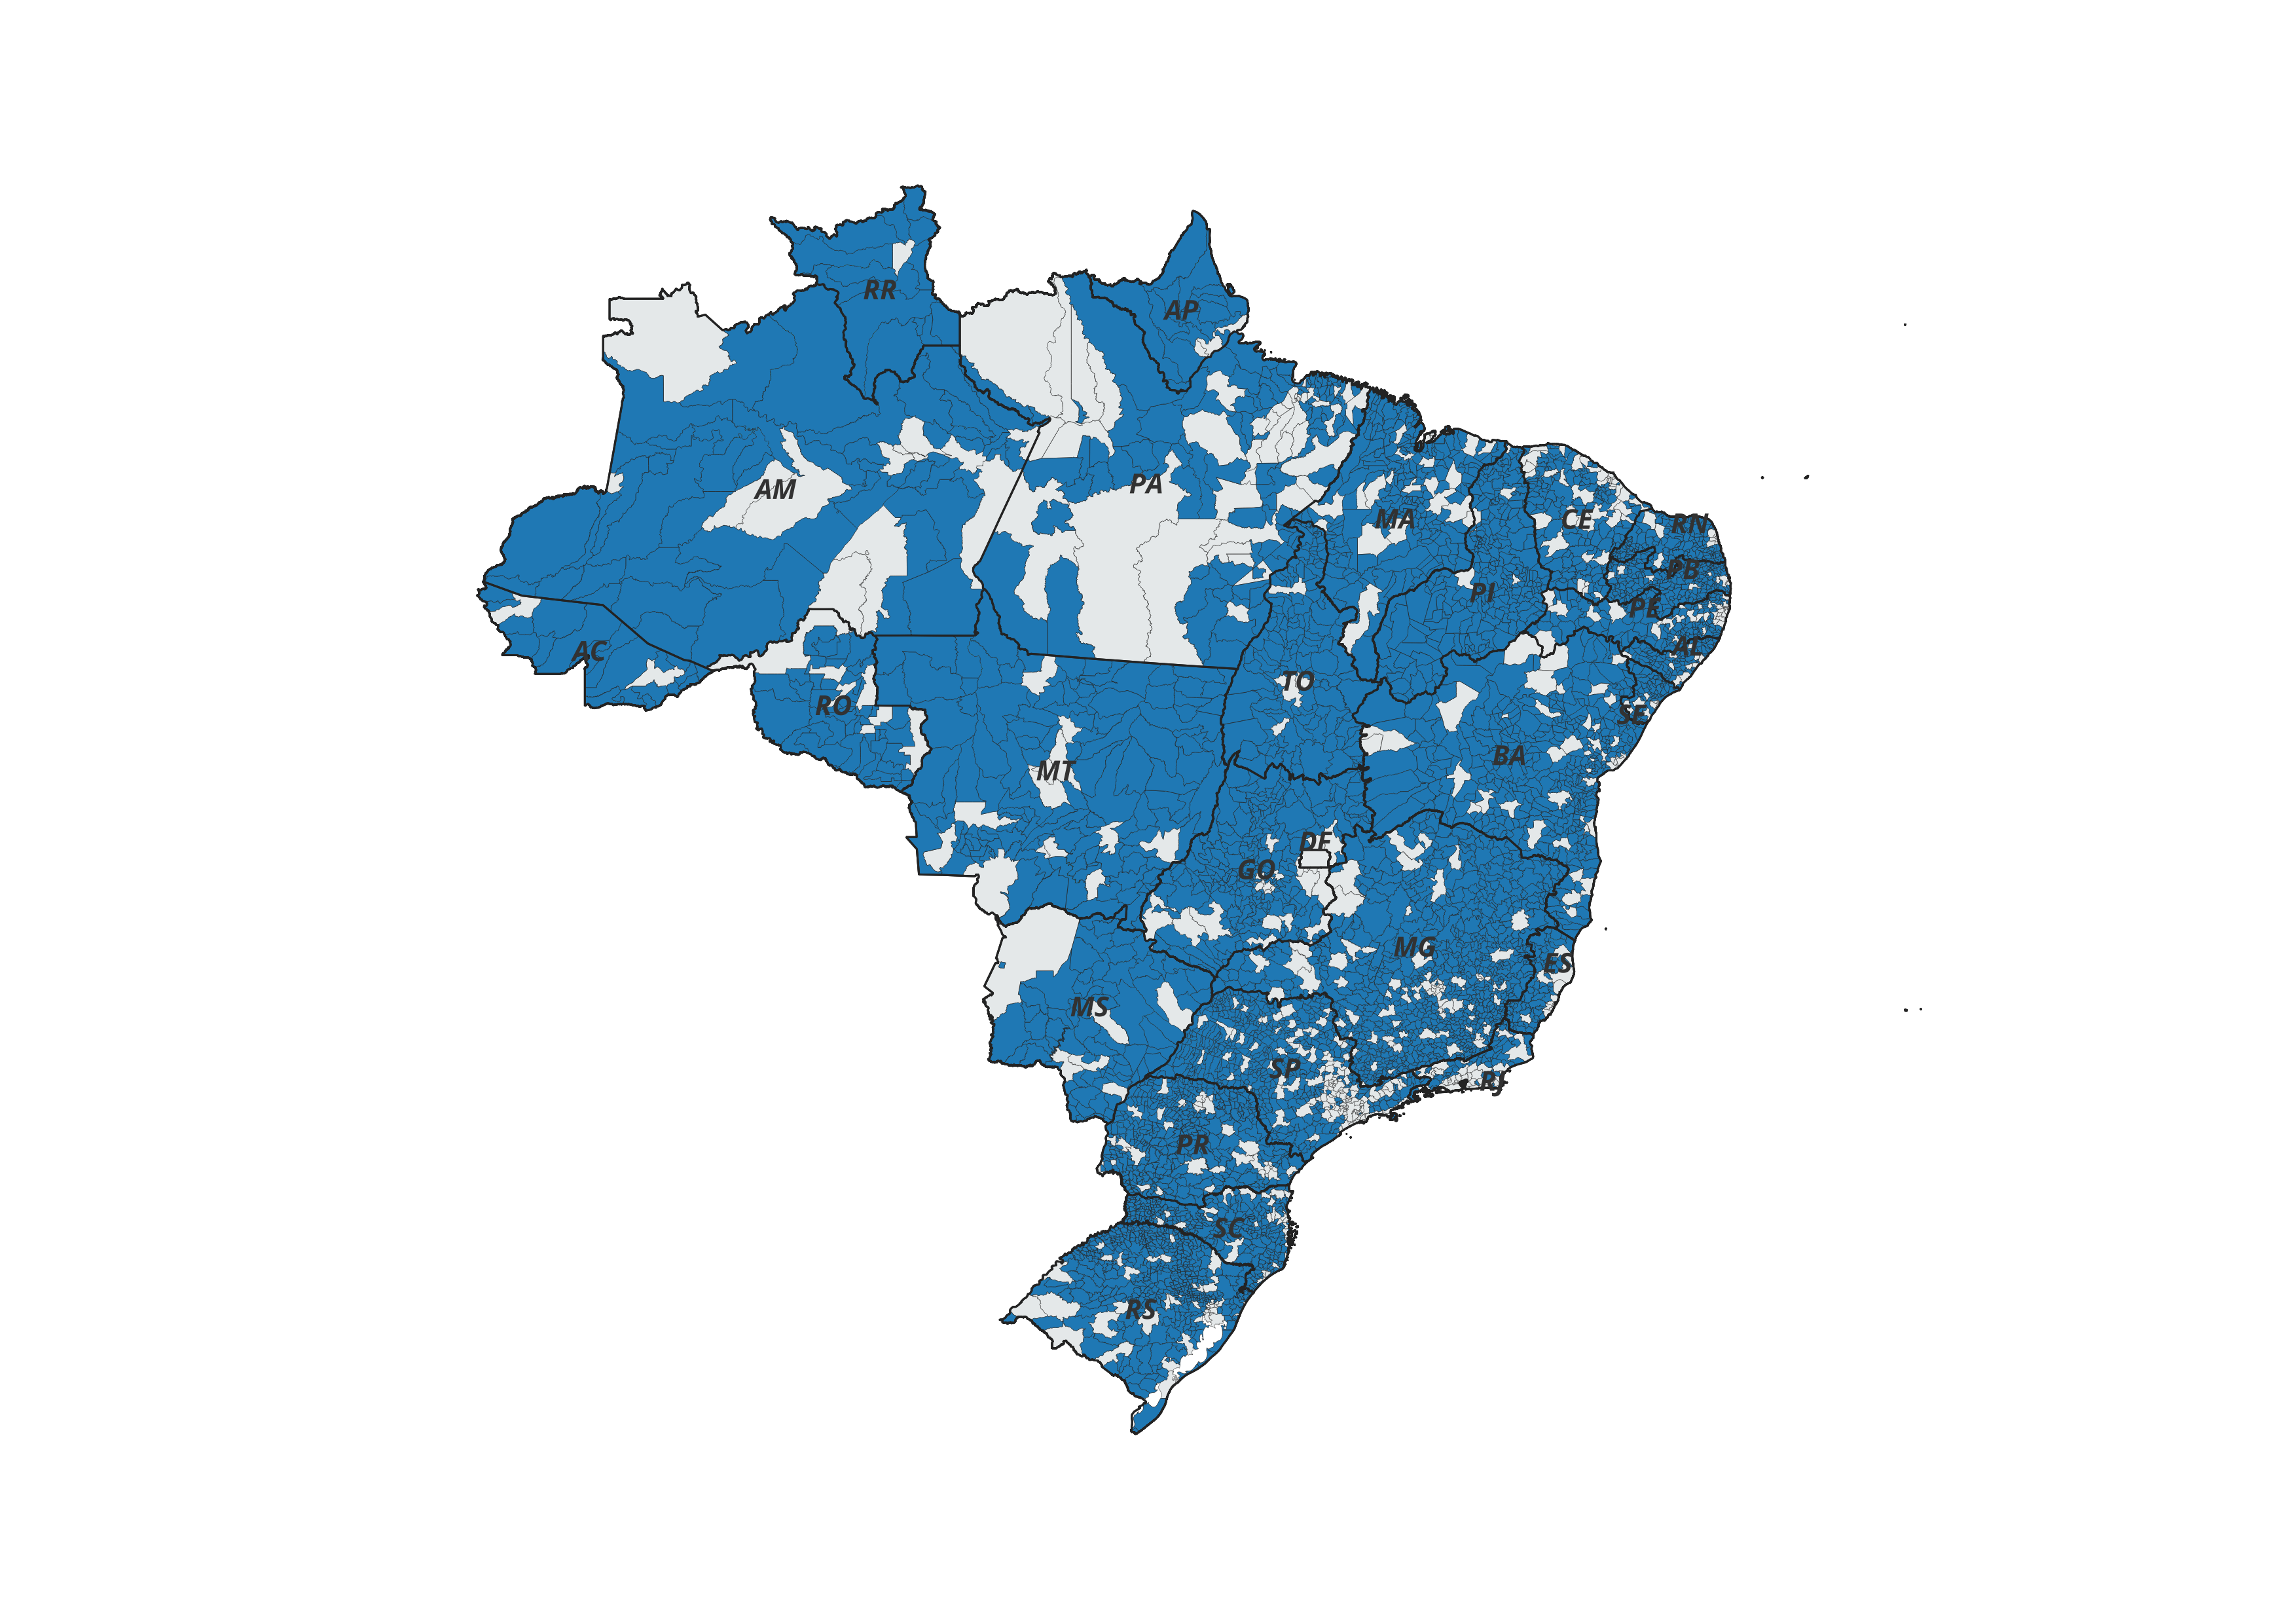 RR
AP
AM
PA
MA
CE
RN
PB
PI
PE
AL
AC
TO
RO
SE
BA
MT
DF
GO
MG
ES
MS
SP
RJ
PR
SC
RS